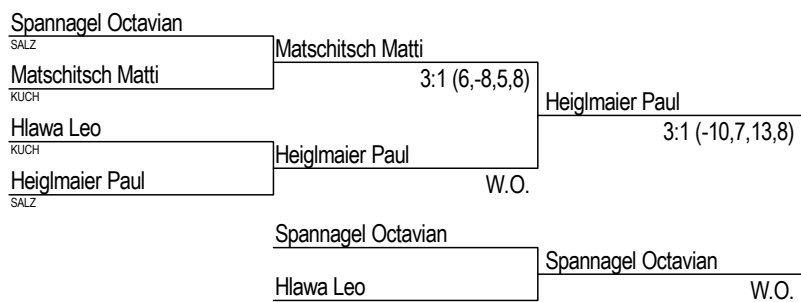 Spannagel Octavian
SALZ
Matschitsch Matti
Matschitsch Matti
KUCH
3:1 (6,-8,5,8)
Heiglmaier Paul
Hlawa Leo
KUCH
3:1 (-10,7,13,8)
Heiglmaier Paul
Heiglmaier Paul
SALZ
W.O.
Spannagel Octavian
Spannagel Octavian
Hlawa Leo
W.O.